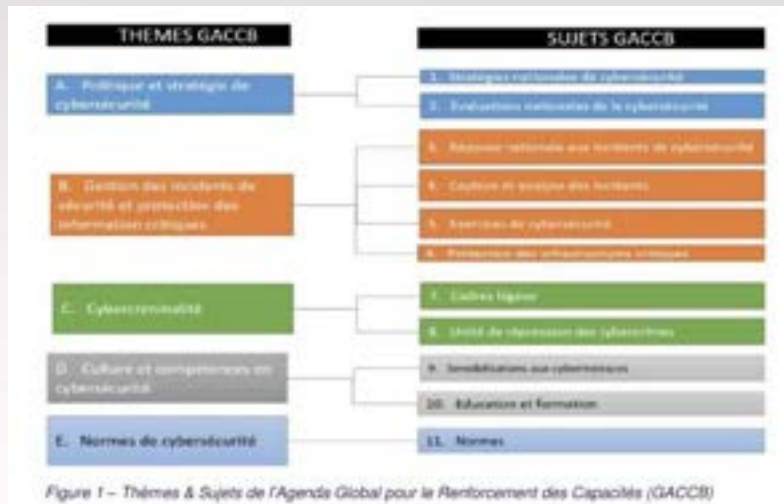 THEMES GACCB
SUJETS GACCB
A. Politique et stratégie de
cybersécurité
1. Stratégies nationales de cybersécurité
2. Evaluations nationales de la cybersécurité
B. Gestion des incidents de
sécurité et protection des
information critiques
3. Réponse nationale aux incidents de cybersécurité
4. Capture et analyse des incidents
5. Exercices de cybersécurité
6. Protection des infrastructures critiques
C. Cybercriminalité
7. Cadres légaux
8. Unité de répression des cybercrimes
D. Culture et compétences en
cybersécurité
9. Sensibilisations aux cybermenaces
10. Education et formation
E. Normes de cybersécurité
11. Normes
Figure 1 – Thèmes & Sujets de l'Agenda Global pour le Renforcement des Capacités (GACCB)